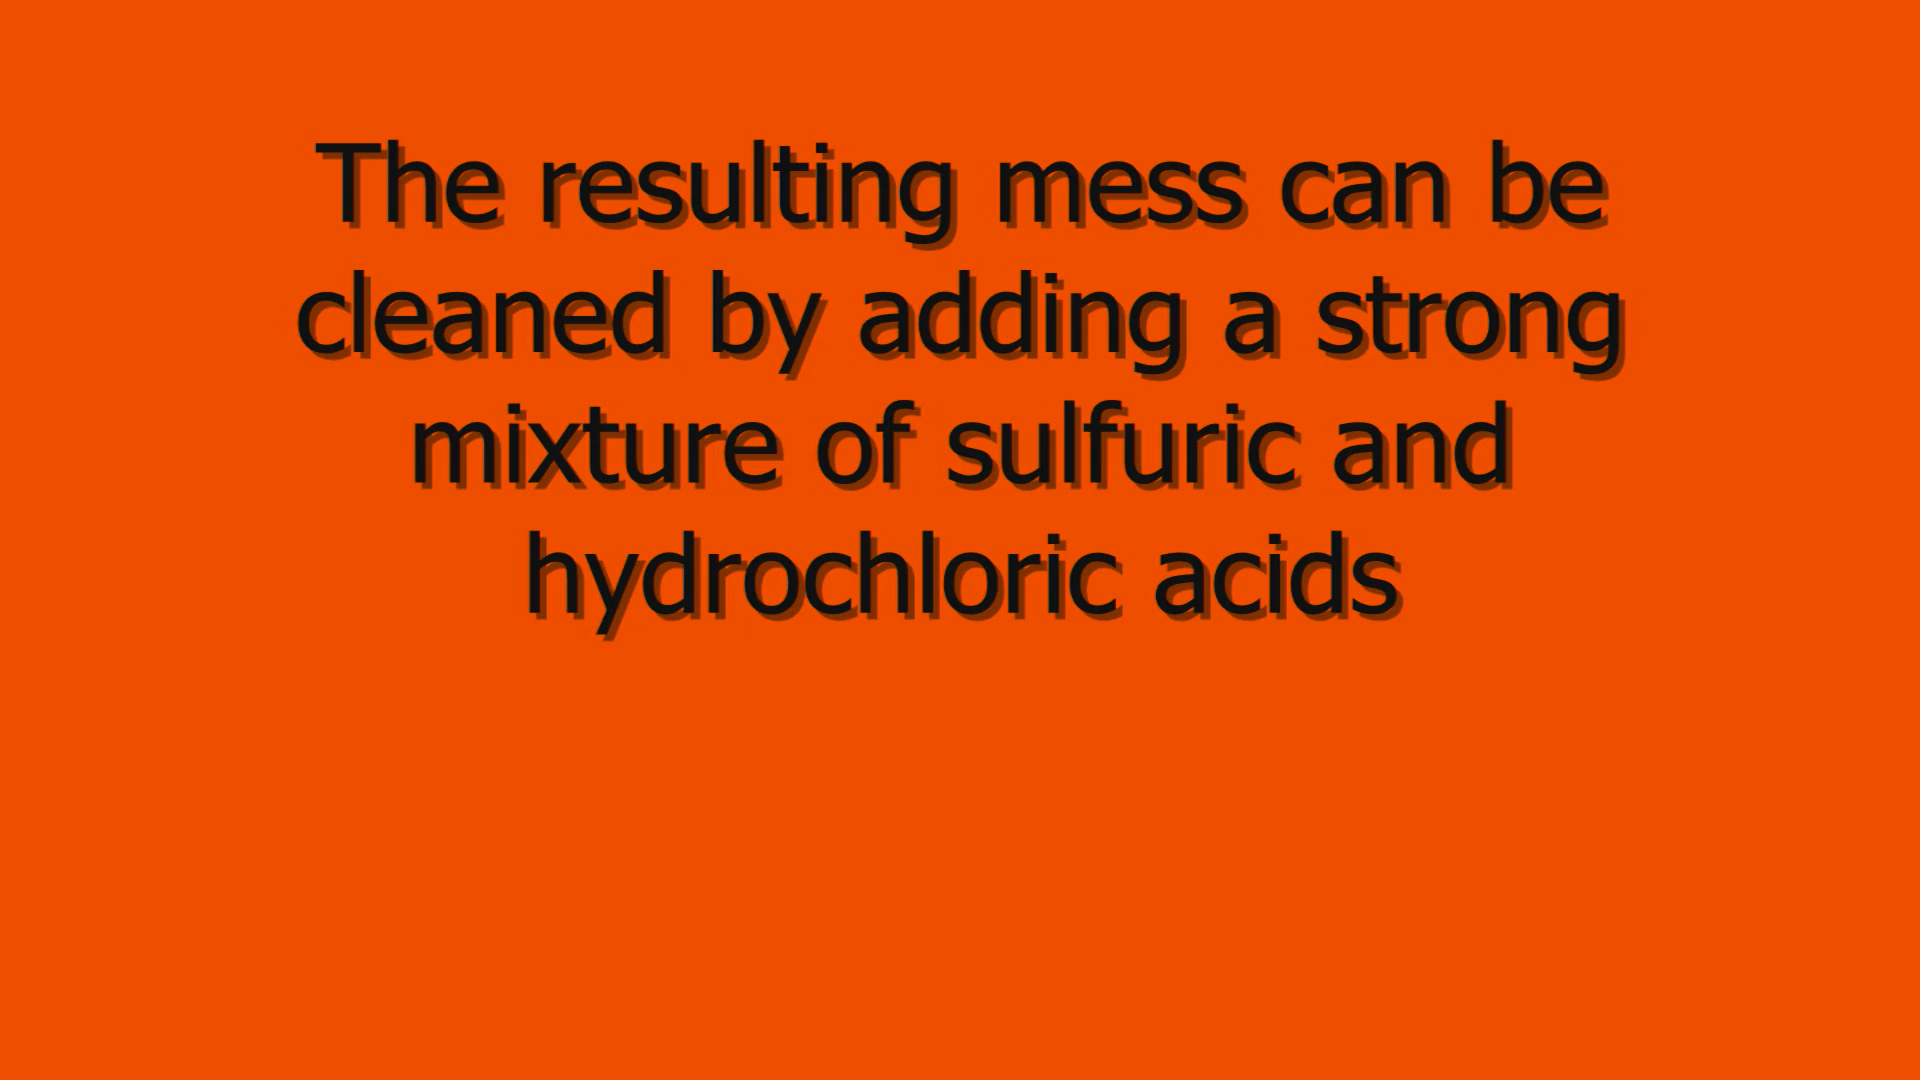 The resulting mess can be
cleaned by adding a strong
mixture of sulfuric and
hydrochloric acids